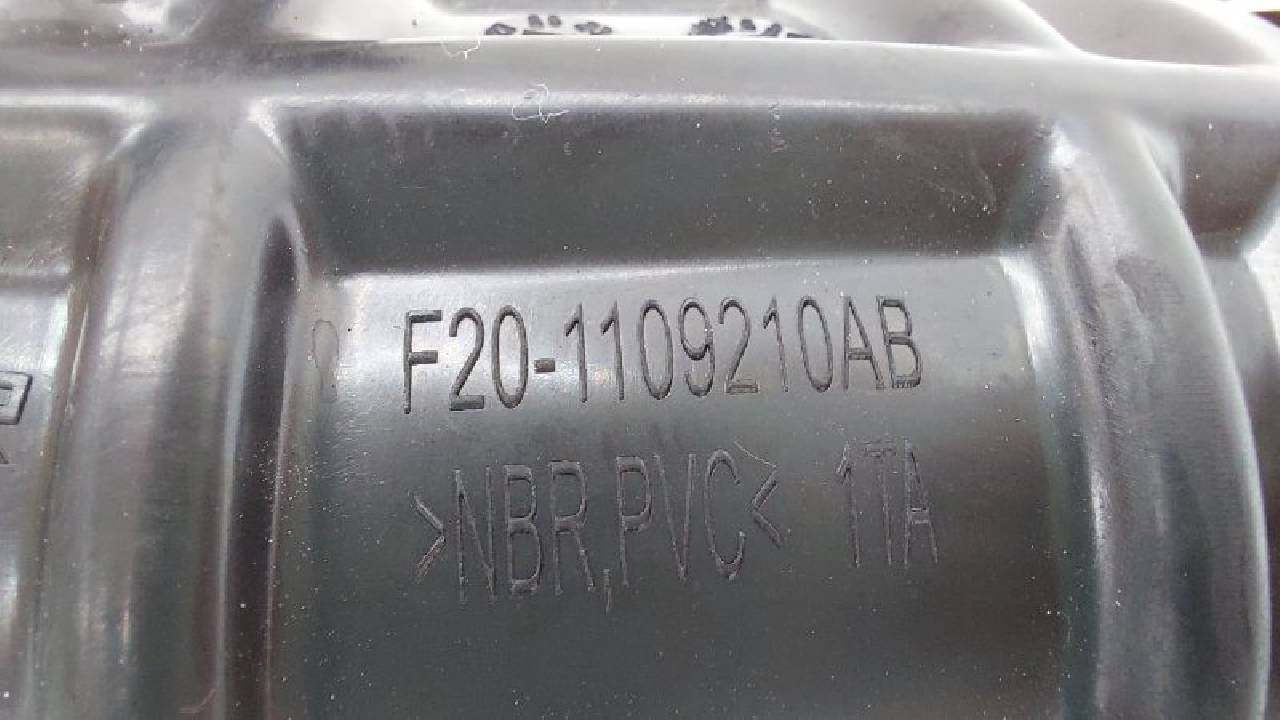 F20-1109210AB
>NBR,PVC< 1TA